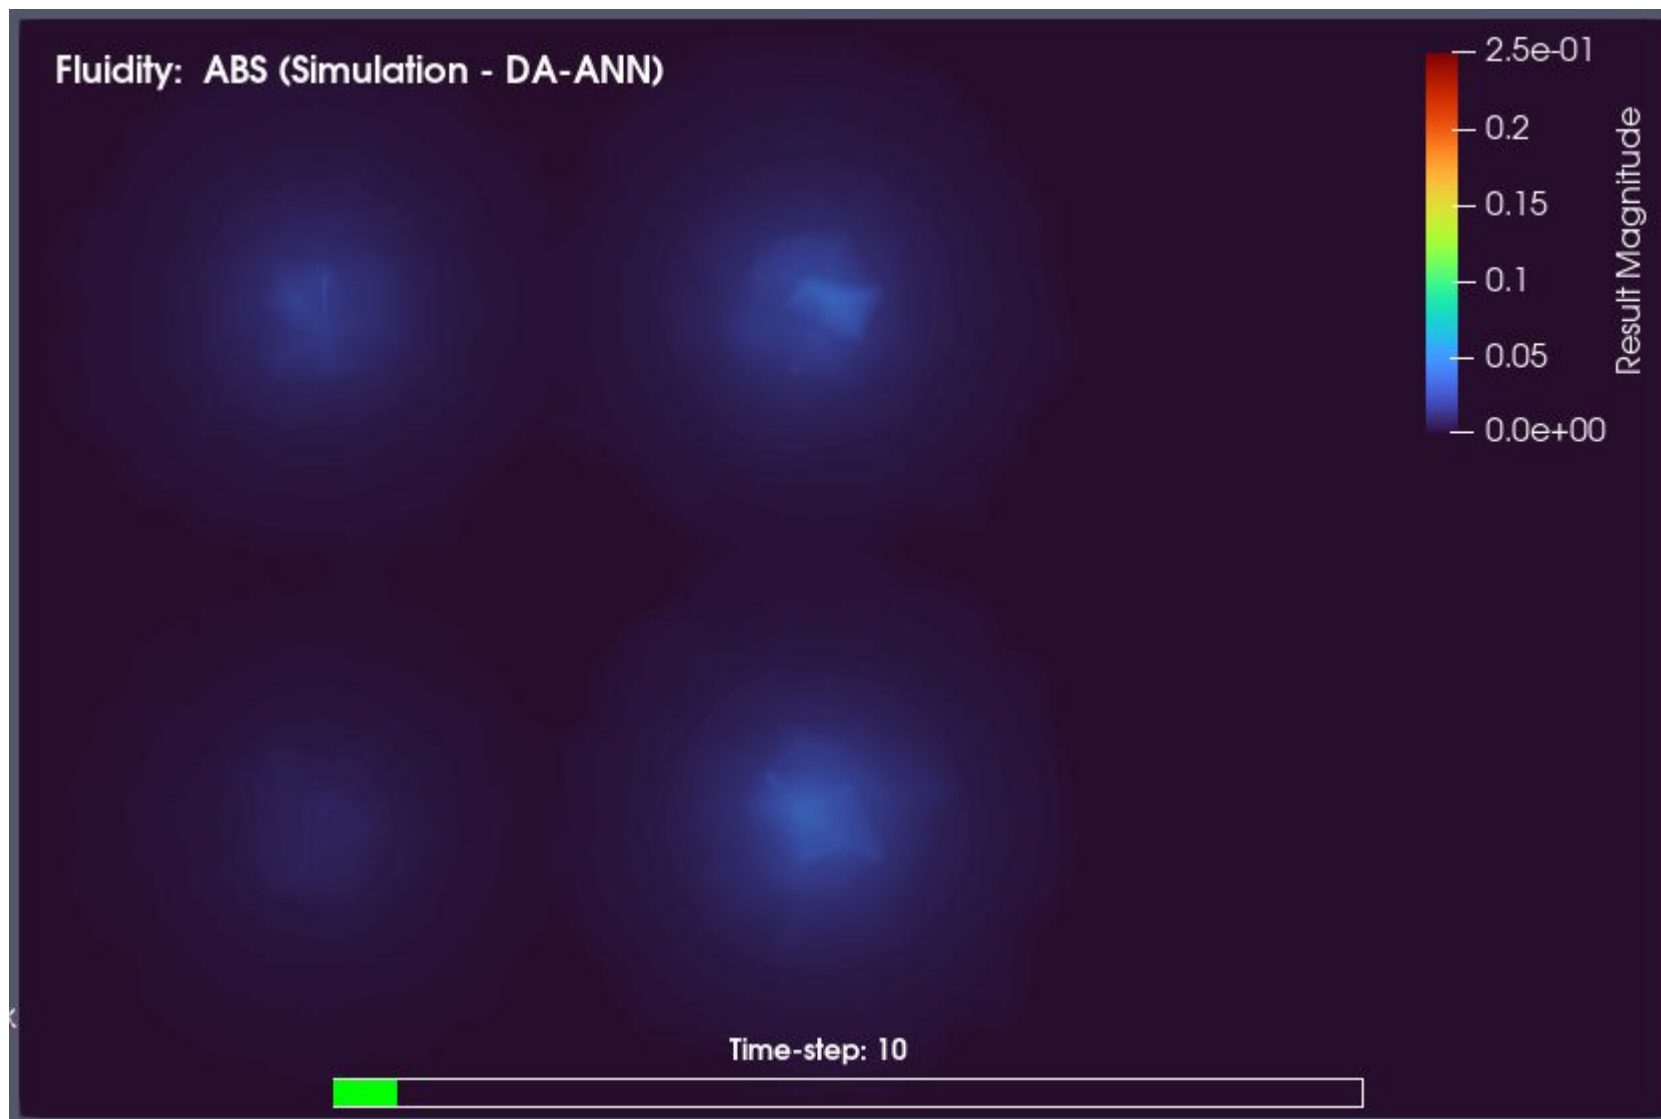 Fluidity:  ABS (Simulation - DA-ANN)
2.5e-01
0.2
0.15
0.1
0.05
0.0e+00
Result Magnitude
Time-step: 10